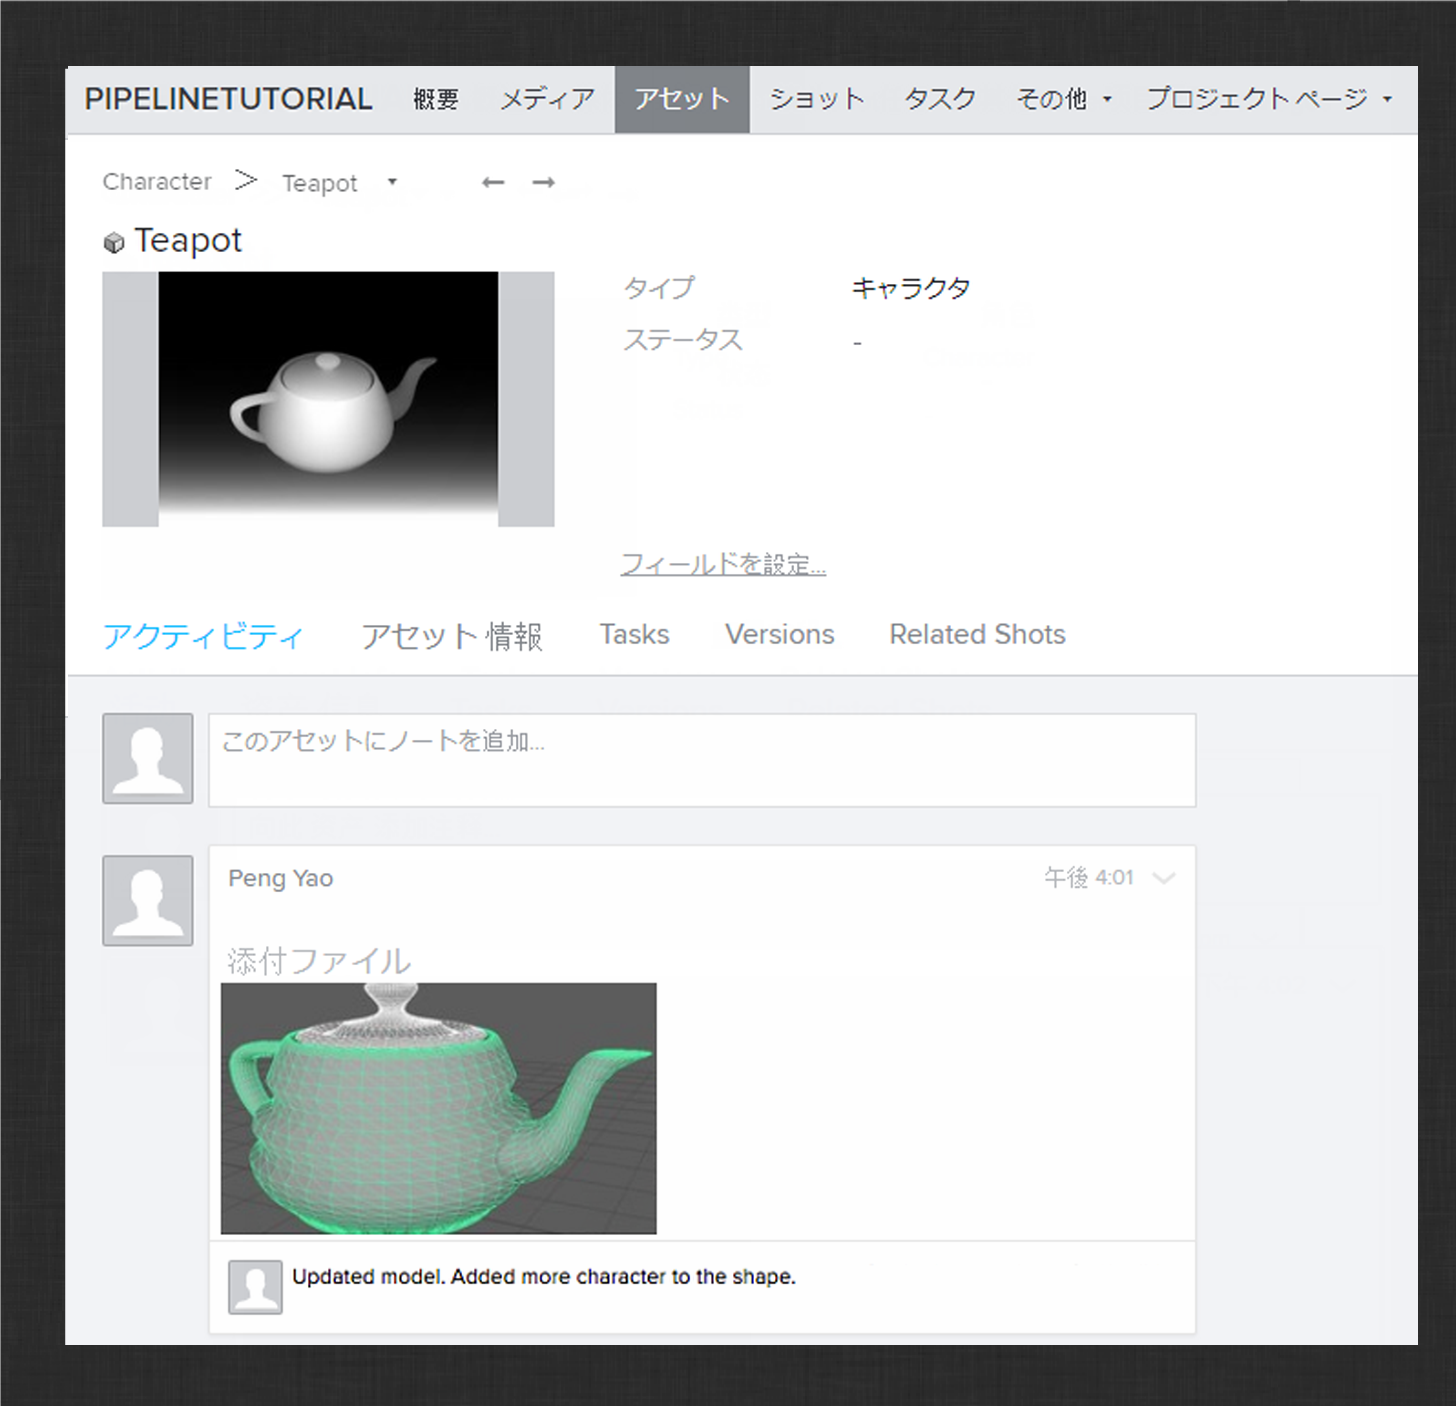 PIPELINETUTORIAL 概要 メディア アセット ショット タスク その他 プロジェクト ページ
Character > Teapot
Teapot
タイプ キャラクタ
ステータス -
フィールドを設定...
アクティビティ アセット 情報 Tasks Versions Related Shots
このアセットにノートを追加...
Peng Yao 午後 4:01
添付ファイル
Updated model. Added more character to the shape.